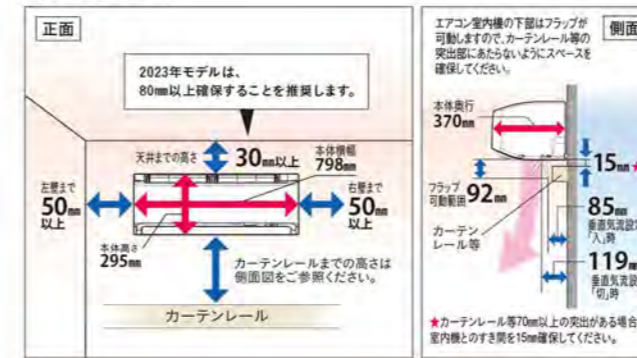 正面
2023年モデルは、
80mm以上確保することを推奨します。
天井までの高さ
30mm以上
本体横幅
798mm
左壁まで
50mm
以上
右壁まで
50mm
以上
本体高さ
295mm
カーテンレールまでの高さは
側面図をご参照ください。
カーテンレール
エアコン室内機の下部はフラップが
可動しますので、カーテンレール等の
突出部にあたらないようにスペースを
確保してください。
側面
本体奥行
370mm
15mm★
フラップ
可動範囲
92mm
カーテン
レール等
85mm
垂直気流設定
「入」時
119mm
垂直気流設
「切」時
★カーテンレール等70mm以上の突出がある場合
室内機とのすき間を15mm確保してください。